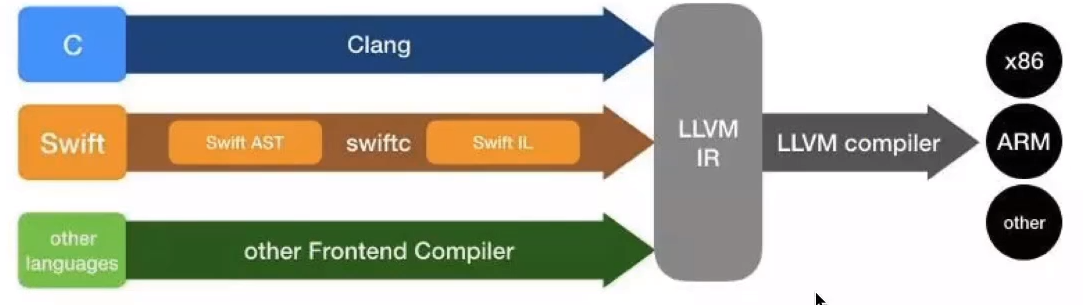 C
Clang
Swift
Swift AST
swiftc
Swift IL
other
languages
other Frontend Compiler
LLVM
IR
LLVM compiler
x86
ARM
other